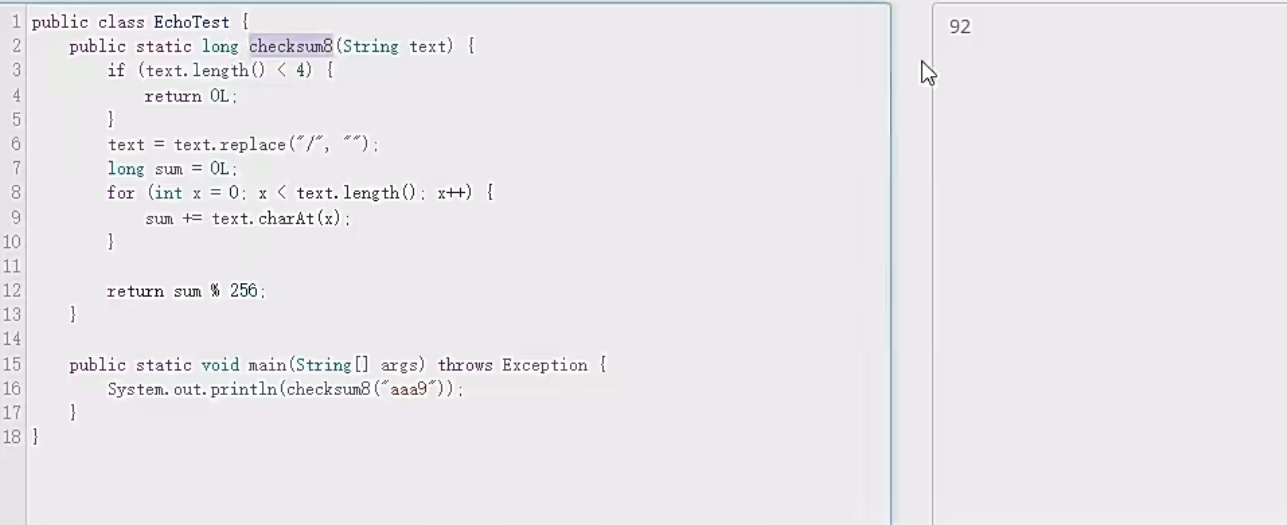 1 public class EchoTest {
2 public static long checksum8(String text) {
3 if (text.length() < 4) {
4 return 0L;
5 }
6 text = text.replace("/", "");
7 long sum = 0L;
8 for (int x = 0; x < text.length(); x++) {
9 sum += text.charAt(x);
10 }
11
12 return sum % 256;
13 }
14
15 public static void main(String[] args) throws Exception {
16 System.out.println(checksum8("aaa9"));
17 }
18 }
92